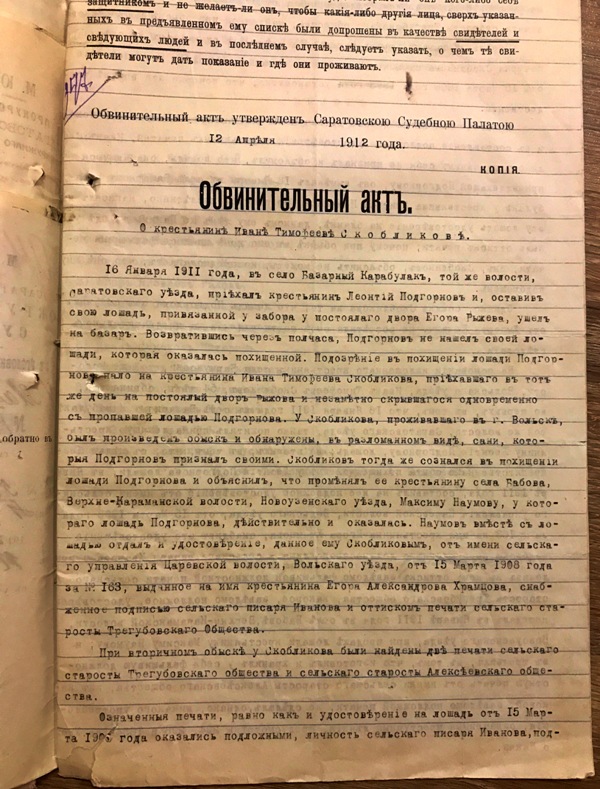 защитникомъ и не желаетъ-ли онъ, чтобы какія-либо другія лица, сверхъ указан-
ныхъ въ предъявленномъ ему спискѣ были допрошены въ качествѣ свидѣтелей и
свѣдующихъ людей и въ послѣднемъ случаѣ, слѣдуетъ указать, о чемъ тѣ сви-
дѣтели могутъ дать показаніе и гдѣ они проживаютъ.
Обвинительный актъ утвержденъ Саратовскою Судебною Палатою
12 Апрѣля 1912 года.
КОПІЯ.
Обвинительный актъ.
О крестьянинѣ Иванѣ Тимофеевѣ Скобликовѣ.
16 Января 1911 года, въ село Базарный Карабулакъ, той же волости,
Саратовскаго уѣзда, пріѣхалъ крестьянинъ Леонтій Подгорновъ и, оставивъ
свою лошадь, привязанной у забора у постоялаго двора Егора Рыжева, ушелъ
на базаръ. Возвратившись черезъ полчаса, Подгорновъ не нашелъ своей ло-
шади, которая оказалась похищенной. Подозрѣніе въ похищеніи лошади Подгор-
нова пало на крестьянина Ивана Тимофеева Скобликова, пріѣхавшаго въ тотъ
же день на постоялый дворъ Рыжова и незамѣтно скрывшагося одновременно
съ пропавшей лошадью Подгорнова. У Скобликова, проживавшаго въ г. Вольскѣ,
былъ произведенъ обыскъ и обнаружены, въ разломанномъ видѣ, сани, кото-
рыя Подгорновъ призналъ своими. Скобликовъ тогда же сознался въ похищеніи
лошади Подгорнова и объяснилъ, что промѣнялъ ее крестьянину села Бабова,
Верхне-Караманской волости, Новоузенскаго уѣзда, Максиму Наумову, у кото-
раго лошадь Подгорнова, дѣйствительно и оказалась. Наумовъ вмѣстѣ съ ло-
шадью отдалъ и удостовѣреніе, данное ему Скобликовымъ, отъ имени сельска-
го управленія Царевской волости, Вольскаго уѣзда, отъ 15 Марта 1908 года
за № 163, выданное на имя крестьянина Егора Александрова Храмцова, снаб-
женное подписью сельскаго писаря Иванова и оттискомъ печати сельскаго ста-
росты Трегубовскаго Общества.
При вторичномъ обыскѣ у Скобликова были найдены двѣ печати сельскаго
старосты Трегубовскаго общества и сельскаго старосты Алексѣевскаго обще-
ства.
Означенныя печати, равно какъ и удостовѣреніе на лошадь отъ 15 Мар-
та 1908 года оказались подложными, личность сельскаго писаря Иванова, под-
обратно въ